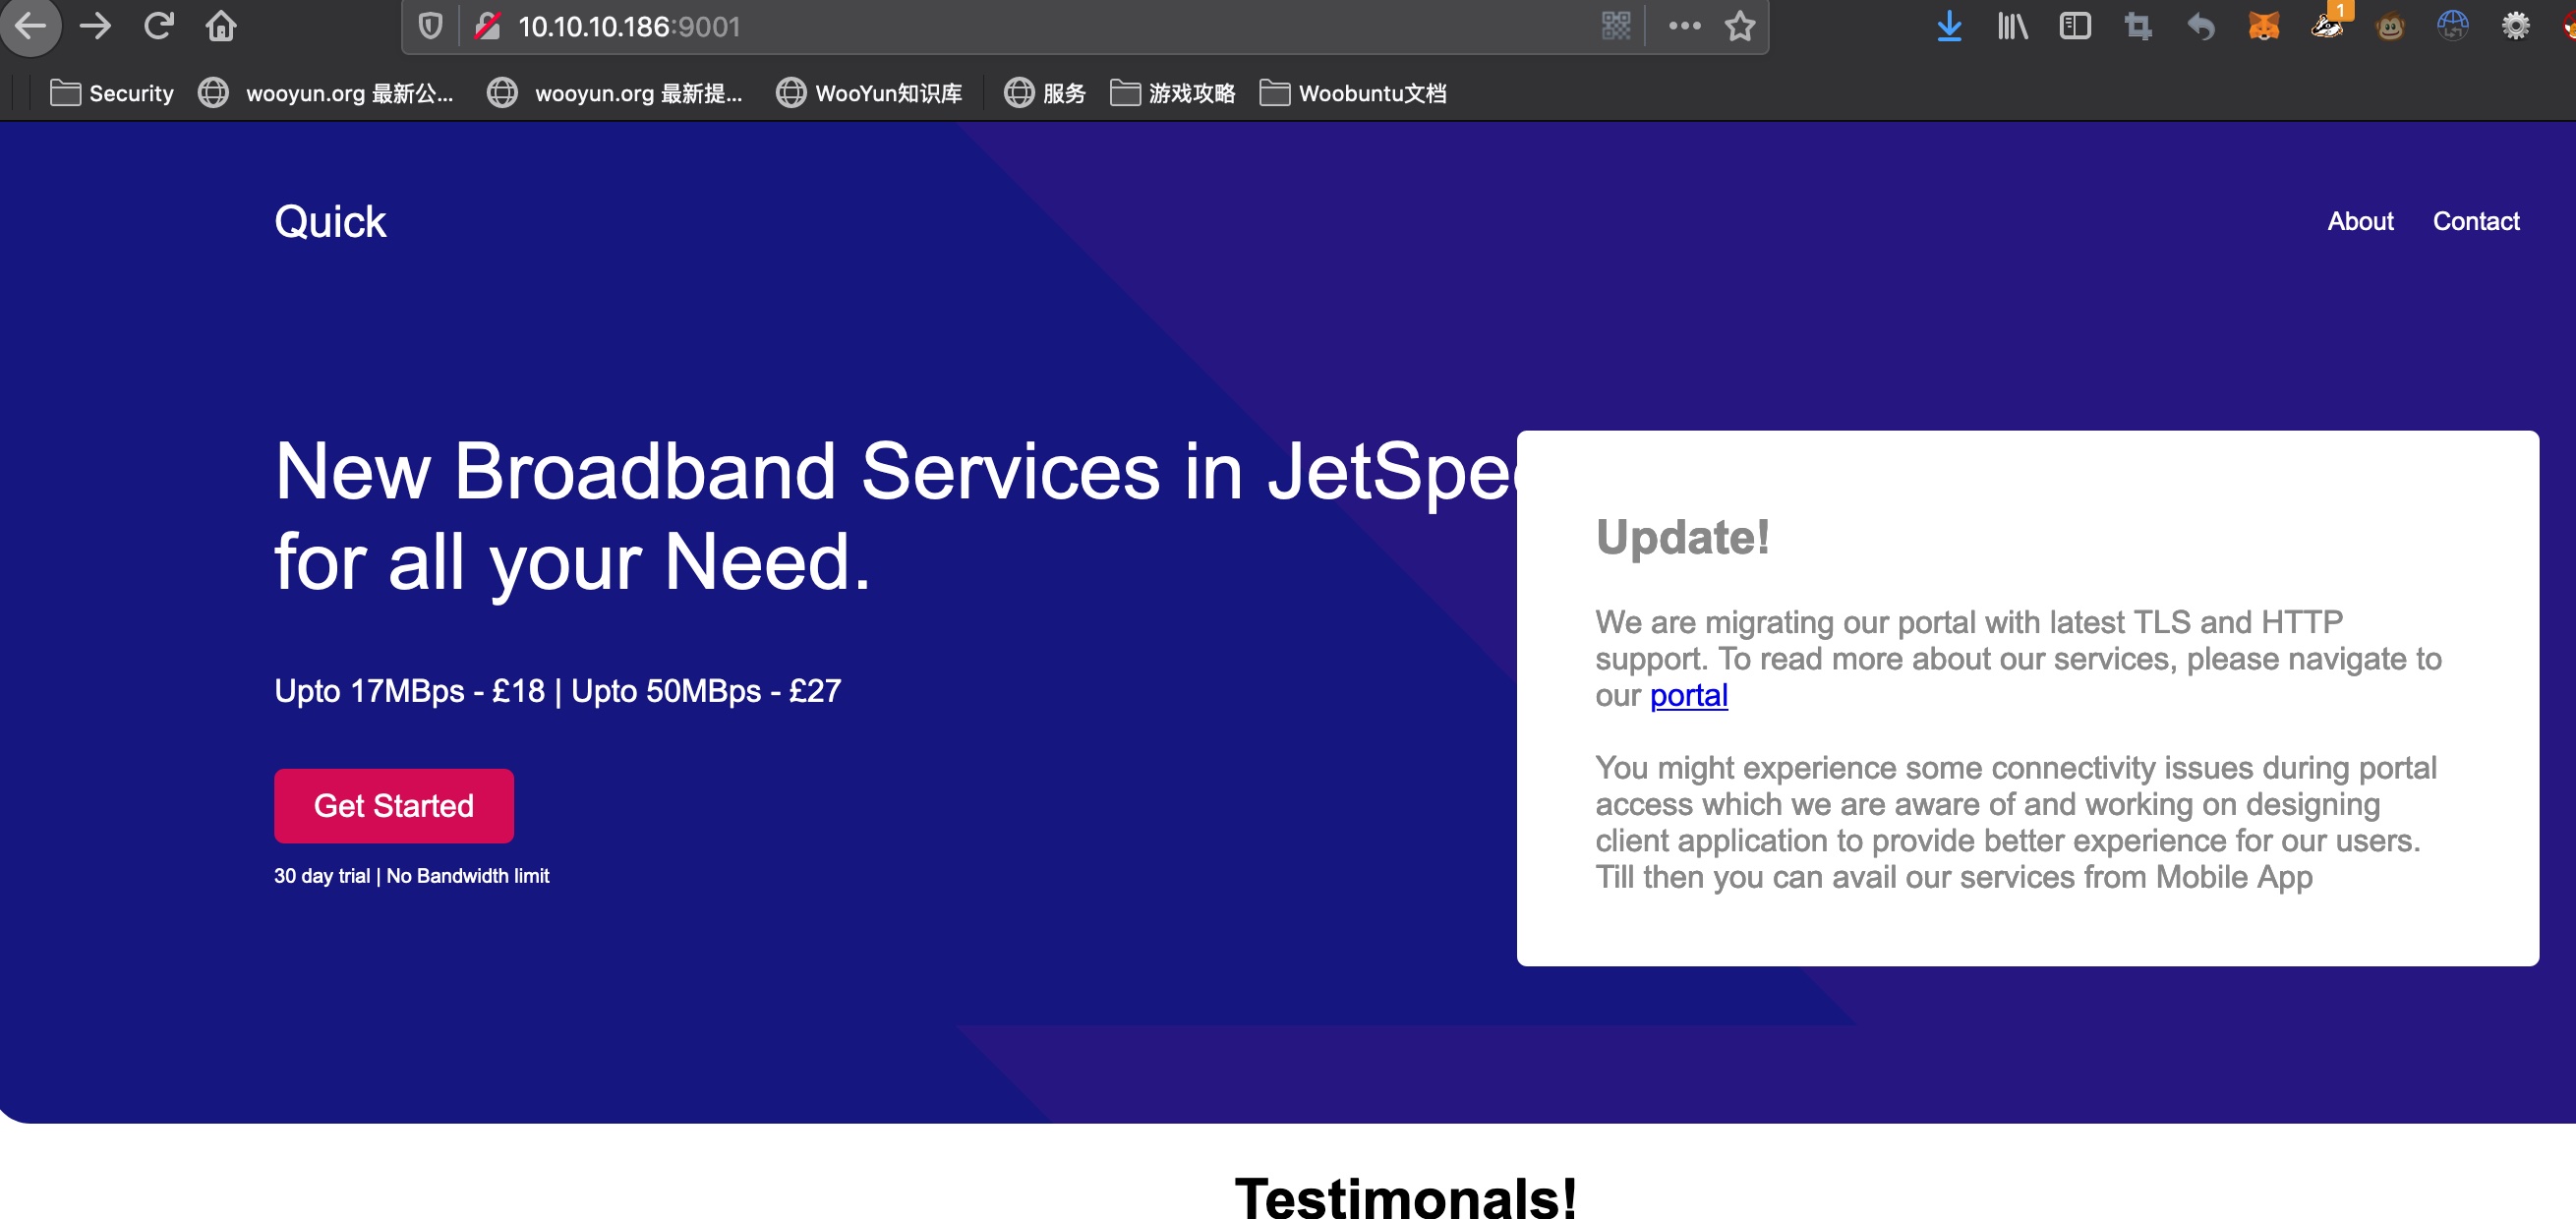 10.10.10.186:9001
1
Security
wooyun.org 最新公...
wooyun.org 最新提...
WooYun知识库
服务
游戏攻略
Woobuntu文档
Quick
About
Contact
New Broadband Services in JetSpee
for all your Need.
Upto 17MBps - £18 | Upto 50MBps - £27
Get Started
30 day trial | No Bandwidth limit
Update!
We are migrating our portal with latest TLS and HTTP
support. To read more about our services, please navigate to
our portal
You might experience some connectivity issues during portal
access which we are aware of and working on designing
client application to provide better experience for our users.
Till then you can avail our services from Mobile App
Testimonals!